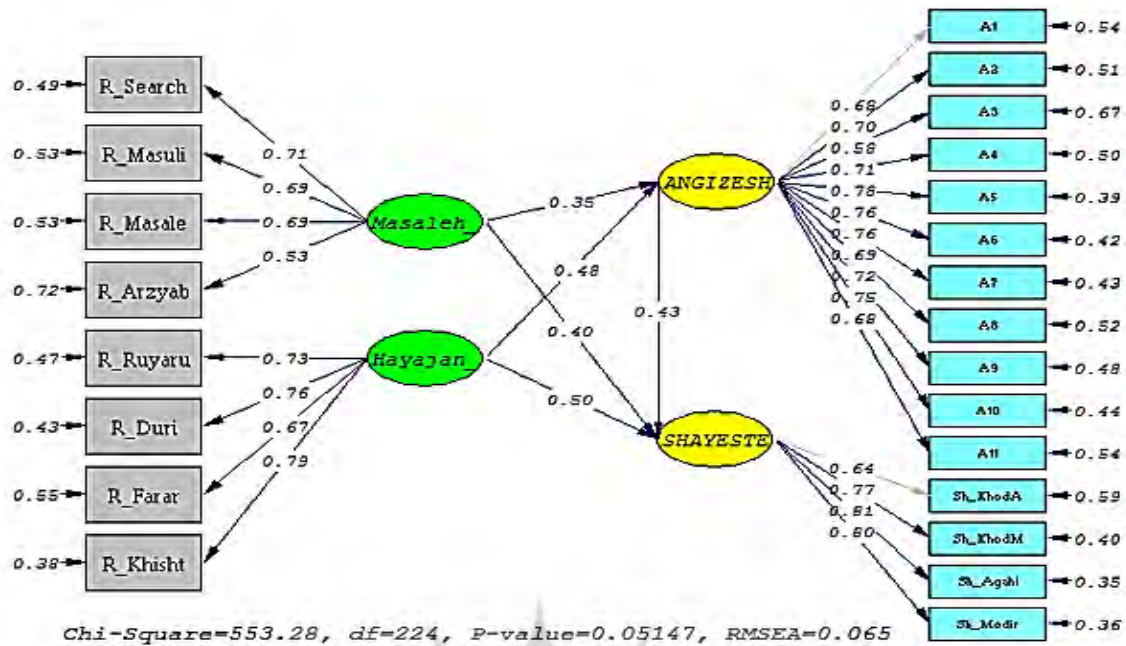 0.49
R_Search
0.53
R_Masuli
0.53
R_Masale
0.72
R_Arzyab
0.47
R_Ruyaru
0.43
R_Duri
0.55
R_Farar
0.38
R_Khisht
0.71
0.69
0.69
0.53
0.73
0.76
0.67
0.79
Masaleh_
Hayajan_
0.35
0.48
0.40
0.50
0.43
ANGIZESH
SHAYESTE
0.68
0.70
0.58
0.71
0.78
0.76
0.76
0.69
0.72
0.75
0.68
0.64
0.77
0.81
0.80
A1
0.54
A2
0.51
A3
0.67
A4
0.50
A5
0.39
A6
0.42
A7
0.43
A8
0.52
A9
0.48
A10
0.44
A11
0.54
Sh_KhodA
0.59
Sh_KhodM
0.40
Sh_Agahi
0.35
Sh_Modir
0.36
Chi-Square=553.28, df=224, P-value=0.05147, RMSEA=0.065